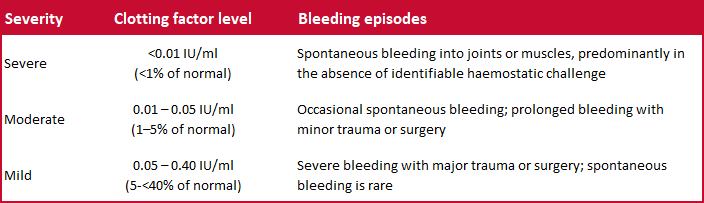 Severity Clotting factor level Bleeding episodes
Severe <0.01 IU/ml (<1% of normal) Spontaneous bleeding into joints or muscles, predominantly in the absence of identifiable haemostatic challenge
Moderate 0.01 – 0.05 IU/ml (1–5% of normal) Occasional spontaneous bleeding; prolonged bleeding with minor trauma or surgery
Mild 0.05 – 0.40 IU/ml (5-<40% of normal) Severe bleeding with major trauma or surgery; spontaneous bleeding is rare